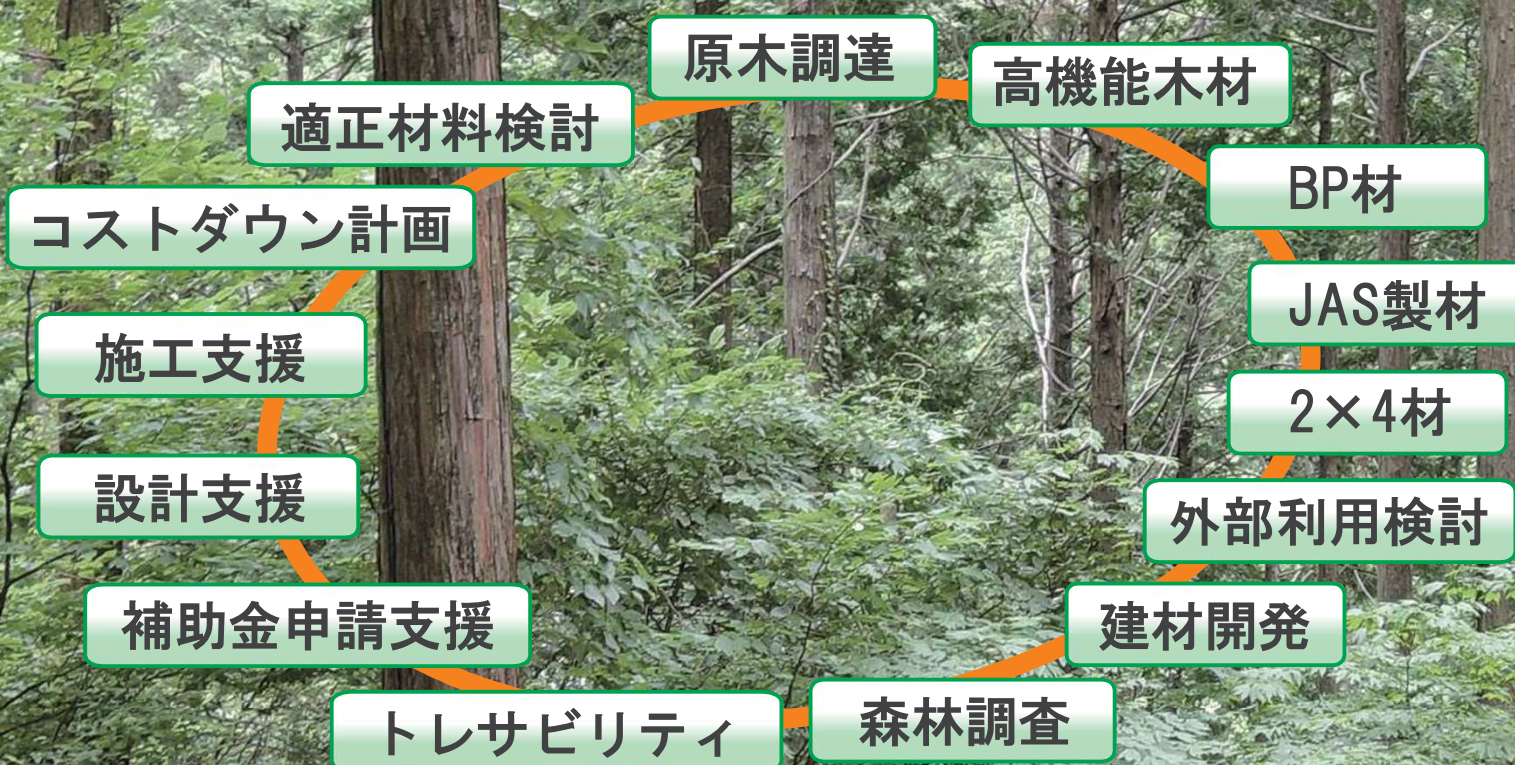 原木調達
高機能木材
適正材料検討
BP材
コストダウン計画
JAS製材
施工支援
2×4材
設計支援
外部利用検討
補助金申請支援
建材開発
森林調査
トレサビリティ